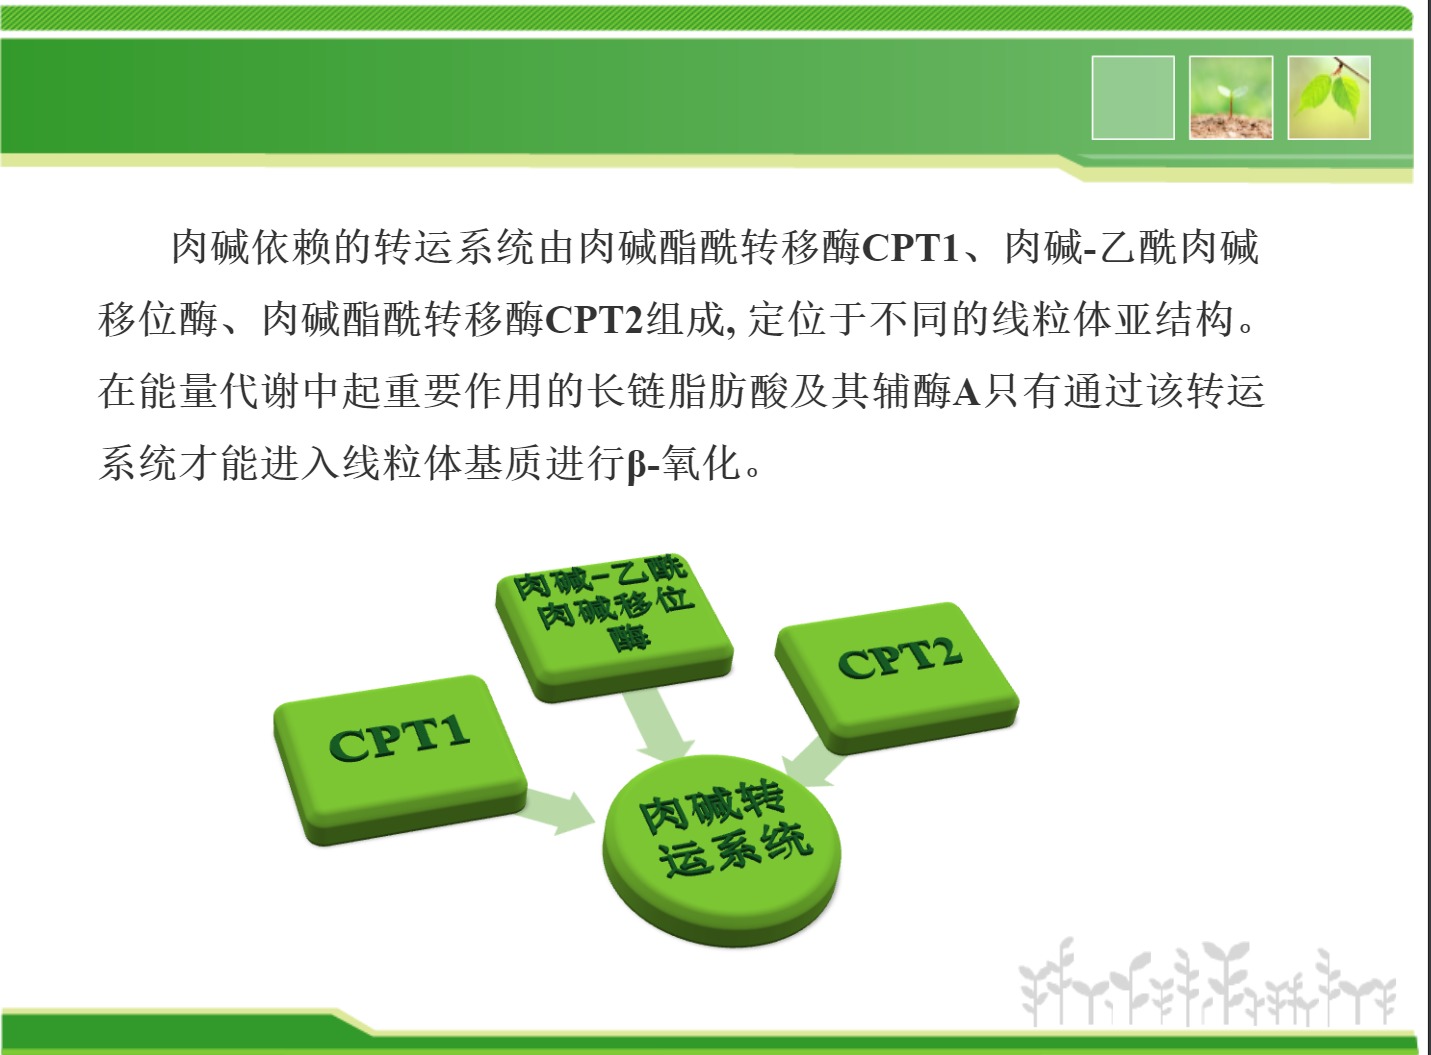 肉碱依赖的转运系统由肉碱酯酰转移酶CPT1、肉碱-乙酰肉碱
移位酶、肉碱酯酰转移酶CPT2组成, 定位于不同的线粒体亚结构。
在能量代谢中起重要作用的长链脂肪酸及其辅酶A只有通过该转运
系统才能进入线粒体基质进行β-氧化。
肉碱-乙酰
肉碱移位
酶
CPT2
CPT1
肉碱转
运系统